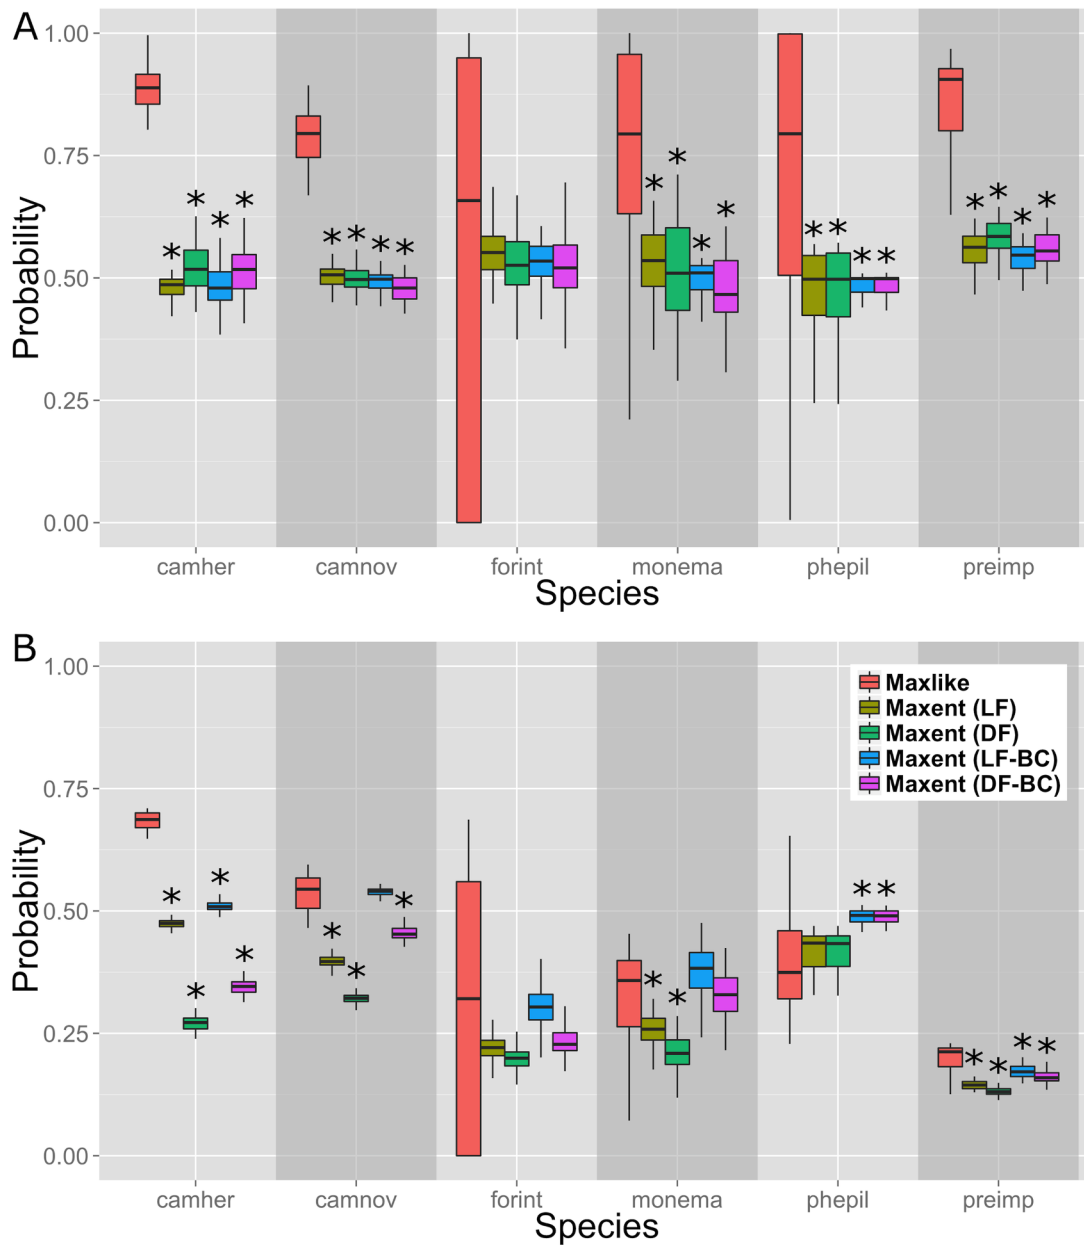 A
1.00
0.75
0.50
0.25
0.00
Probability
* * * *
* * * *
* * * *
* * * *
* * * *
camher camnov forint monema phepil preimp
Species
B
1.00
0.75
0.50
0.25
0.00
Probability
Maxlike
Maxent (LF)
Maxent (DF)
Maxent (LF-BC)
Maxent (DF-BC)
* * * *
* * *
* *
* *
* * * *
camher camnov forint monema phepil preimp
Species